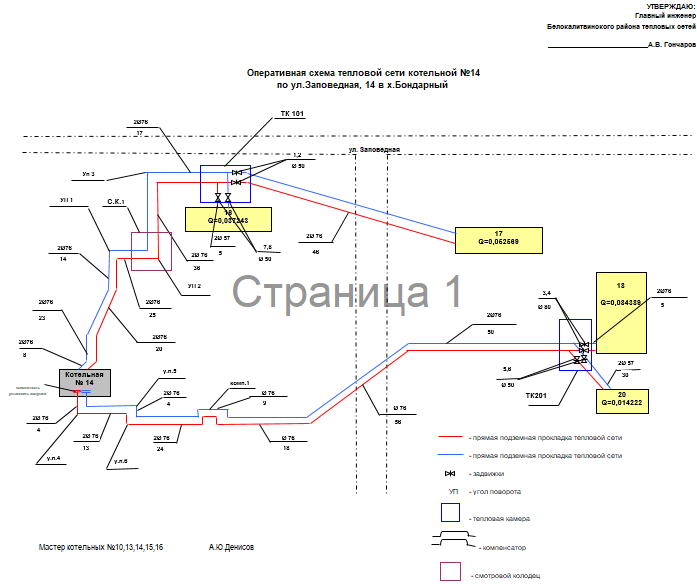 УТВЕРЖДАЮ:
Главный инженер
Белокалитвинского района тепловых сетей
А.В. Гончаров
Оперативная схема тепловой сети котельной №14
по ул.Заповедная, 14 в х.Бондарный
ТК 101
2Ø76
17
ул. Заповедная
1,2
Ø 50
Уп 3
УП 1
С.К.1
16
Q=0,037343
2Ø 57
5
7,8
Ø 50
2Ø 76
46
17
Q=0,052569
2Ø76
14
2Ø 76
36
УП 2
Страница 1
18
Q=0,084389
2Ø76
5
3,4
Ø 80
2Ø76
23
2Ø76
25
2Ø76
50
2Ø76
8
2Ø76
20
Котельная
№ 14
у.п.5
2Ø 76
4
комп.1
Ø 76
9
5,6
Ø 50
2Ø 57
30
ТК201
20
Q=0,014222
2Ø 76
4
2Ø 76
13
2Ø 76
24
Ø 76
18
Ø 76
56
у.п.4
у.п.6
- прямая подземная прокладка тепловой сети
- прямая подземная прокладка тепловой сети
- задвижки
УП - угол поворота
- тепловая камера
- компенсатор
- смотровой колодец
Мастер котельных №10,13,14,15,16 А.Ю.Денисов